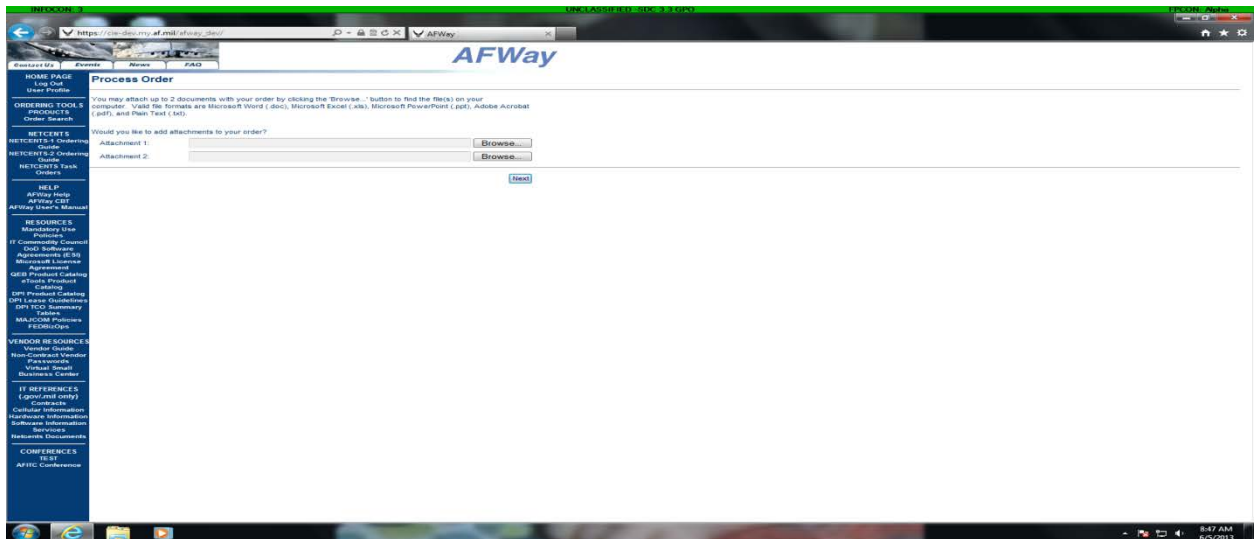 INFOCON: 3
UNCLASSIFIED -SDC 3.3 GPO
FPCON: Alpha
https://cie-dev.my.af.mil/afway_dev/
AFWay
Contact Us Events News FAQ
AFWay
HOME PAGE
Log Out
User Profile
ORDERING TOOLS
PRODUCTS
Order Search
NETCENTS
NETCENTS-1 Ordering
Guide
NETCENTS-2 Ordering
Guide
NETCENTS Task
Orders
HELP
AFWay Help
AFWay CBT
AFWay User's Manual
RESOURCES
Mandatory Use
Policies
IT Commodity Council
DoD Software
Agreements (ESI)
Microsoft License
Agreement
QEB Product Catalog
eTools Product
Catalog
DPI Product Catalog
DPI Lease Guidelines
DPI TCO Summary
Tables
MAJCOM Policies
FEDBizOps
VENDOR RESOURCES
Vendor Guide
Non-Contract Vendor
Passwords
Virtual Small
Business Center
IT REFERENCES
(.gov/.mil only)
Contracts
Cellular Information
Hardware Information
Software Information
Services
Netcents Documents
CONFERENCES
TEST
AFITC Conference
Process Order
You may attach up to 2 documents with your order by clicking the 'Browse...' button to find the file(s) on your
computer. Valid file formats are Microsoft Word (.doc), Microsoft Excel (.xls), Microsoft PowerPoint (.ppt), Adobe Acrobat
(.pdf), and Plain Text (.txt).
Would you like to add attachments to your order?
Attachment 1: Browse...
Attachment 2: Browse...
Next
8:47 AM
6/5/2013